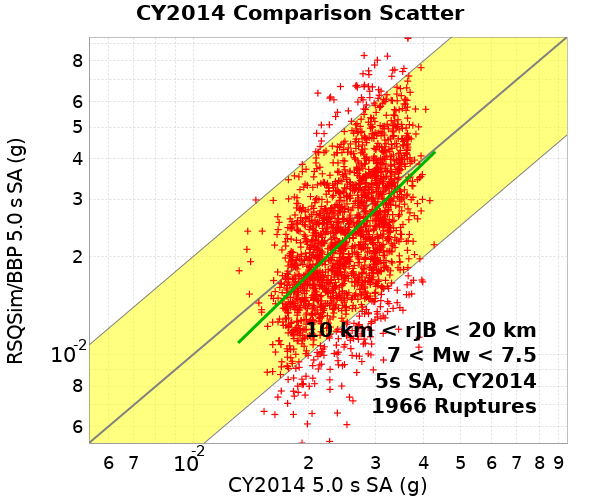 CY2014 Comparison Scatter
RSQSim/BBP 5.0 s SA (g)
8
6
5
4
3
2
10-2
8
6
10 km < rJB < 20 km
7 < Mw < 7.5
5s SA, CY2014
1966 Ruptures
6 7 10-2 2 3 4 5 6 7 8 9
CY2014 5.0 s SA (g)